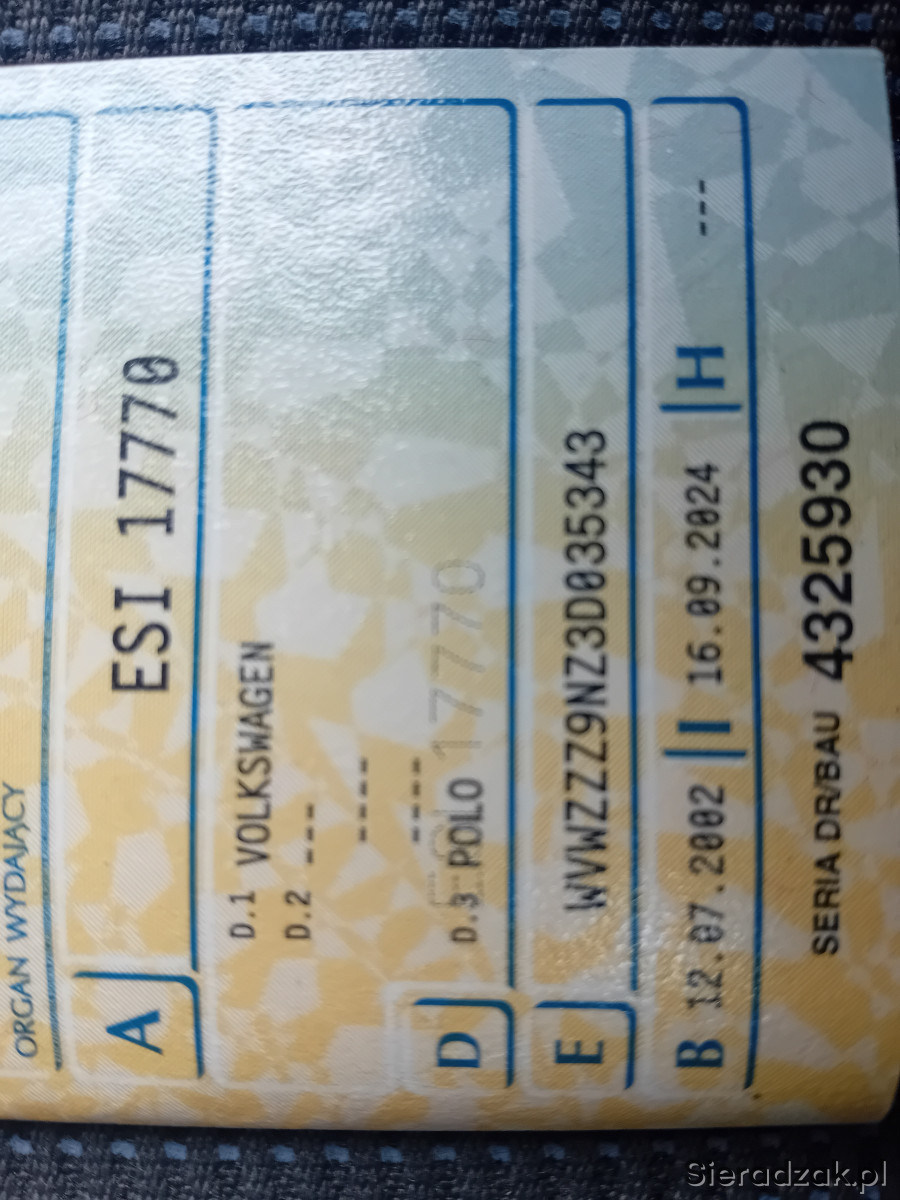 ORGAN WYDAJĄCY
A ESI 17770
D.1 VOLKSWAGEN
D.2 ---
----
----
D D.3 POLO
ESI 17770
E WVWZZZ9NZ3D035343
B 12.07.2002 I 16.09.2024 H ---
SERIA DR/BAU 4325930
Sieradzak.pl